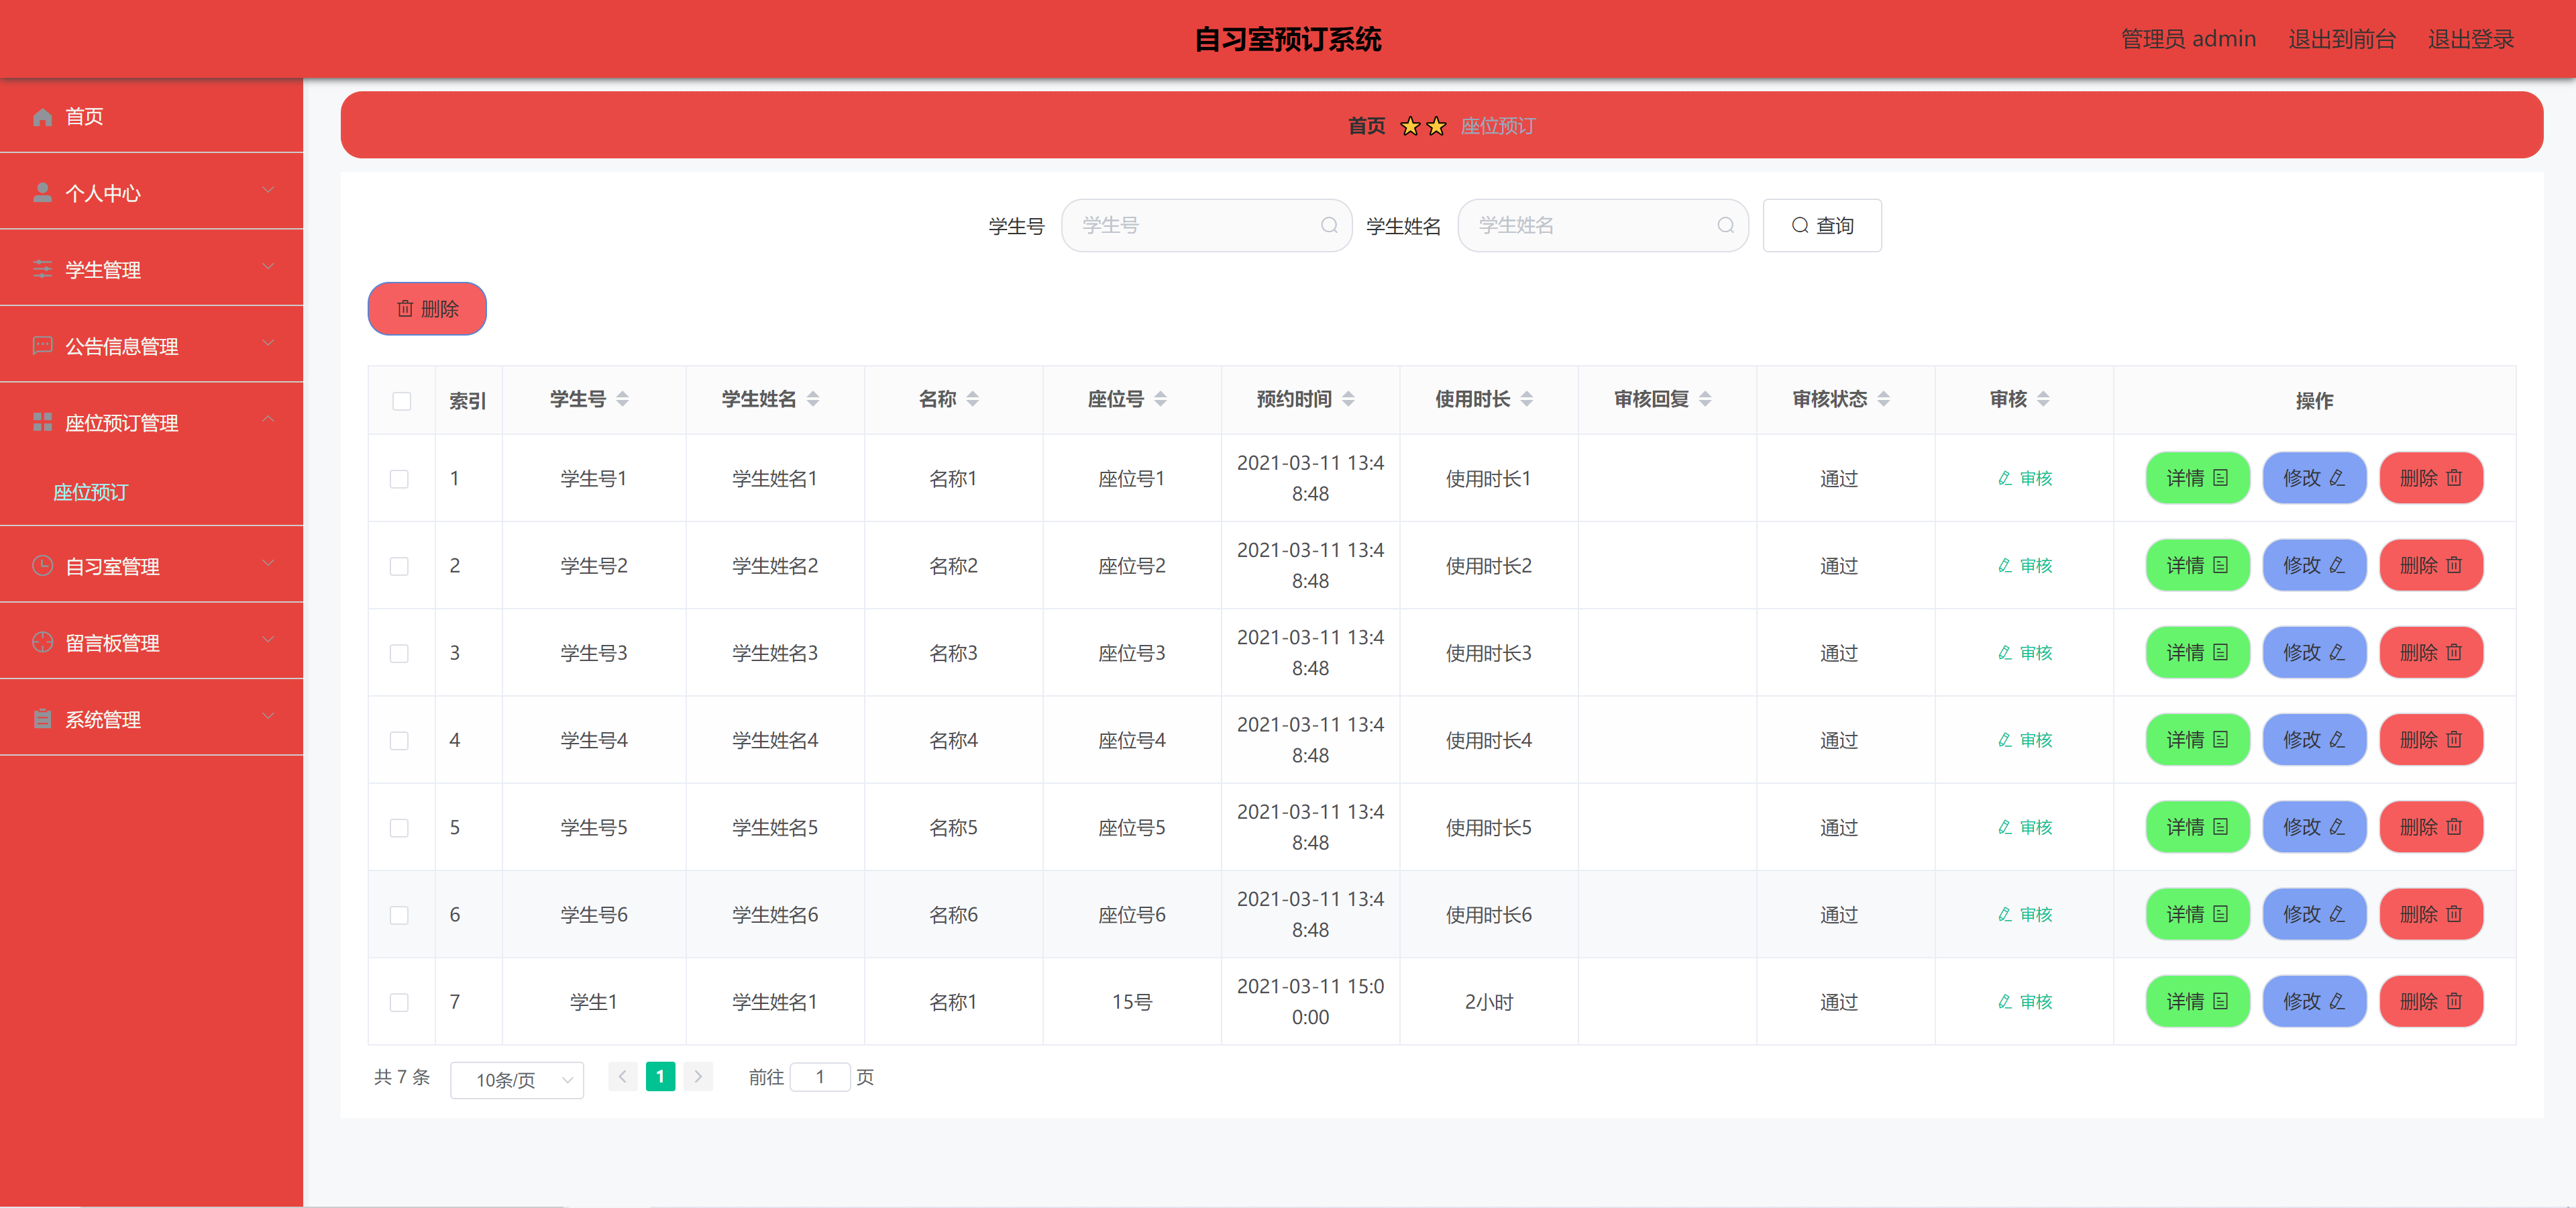 自习室预订系统
管理员 admin 退出到前台 退出登录
首页
个人中心
学生管理
公告信息管理
座位预订管理
座位预订
自习室管理
留言板管理
系统管理
首页 座位预订
学生号 学生号 学生姓名 学生姓名 查询
删除
索引 学生号 学生姓名 名称 座位号 预约时间 使用时长 审核回复 审核状态 审核 操作
1 学生号1 学生姓名1 名称1 座位号1 2021-03-11 13:4 使用时长1 通过 审核 详情 修改 删除
8:48
2 学生号2 学生姓名2 名称2 座位号2 2021-03-11 13:4 使用时长2 通过 审核 详情 修改 删除
8:48
3 学生号3 学生姓名3 名称3 座位号3 2021-03-11 13:4 使用时长3 通过 审核 详情 修改 删除
8:48
4 学生号4 学生姓名4 名称4 座位号4 2021-03-11 13:4 使用时长4 通过 审核 详情 修改 删除
8:48
5 学生号5 学生姓名5 名称5 座位号5 2021-03-11 13:4 使用时长5 通过 审核 详情 修改 删除
8:48
6 学生号6 学生姓名6 名称6 座位号6 2021-03-11 13:4 使用时长6 通过 审核 详情 修改 删除
8:48
7 学生1 学生姓名1 名称1 15号 2021-03-11 15:0 2小时 通过 审核 详情 修改 删除
0:00
共 7 条 10条/页 1 前往 1 页